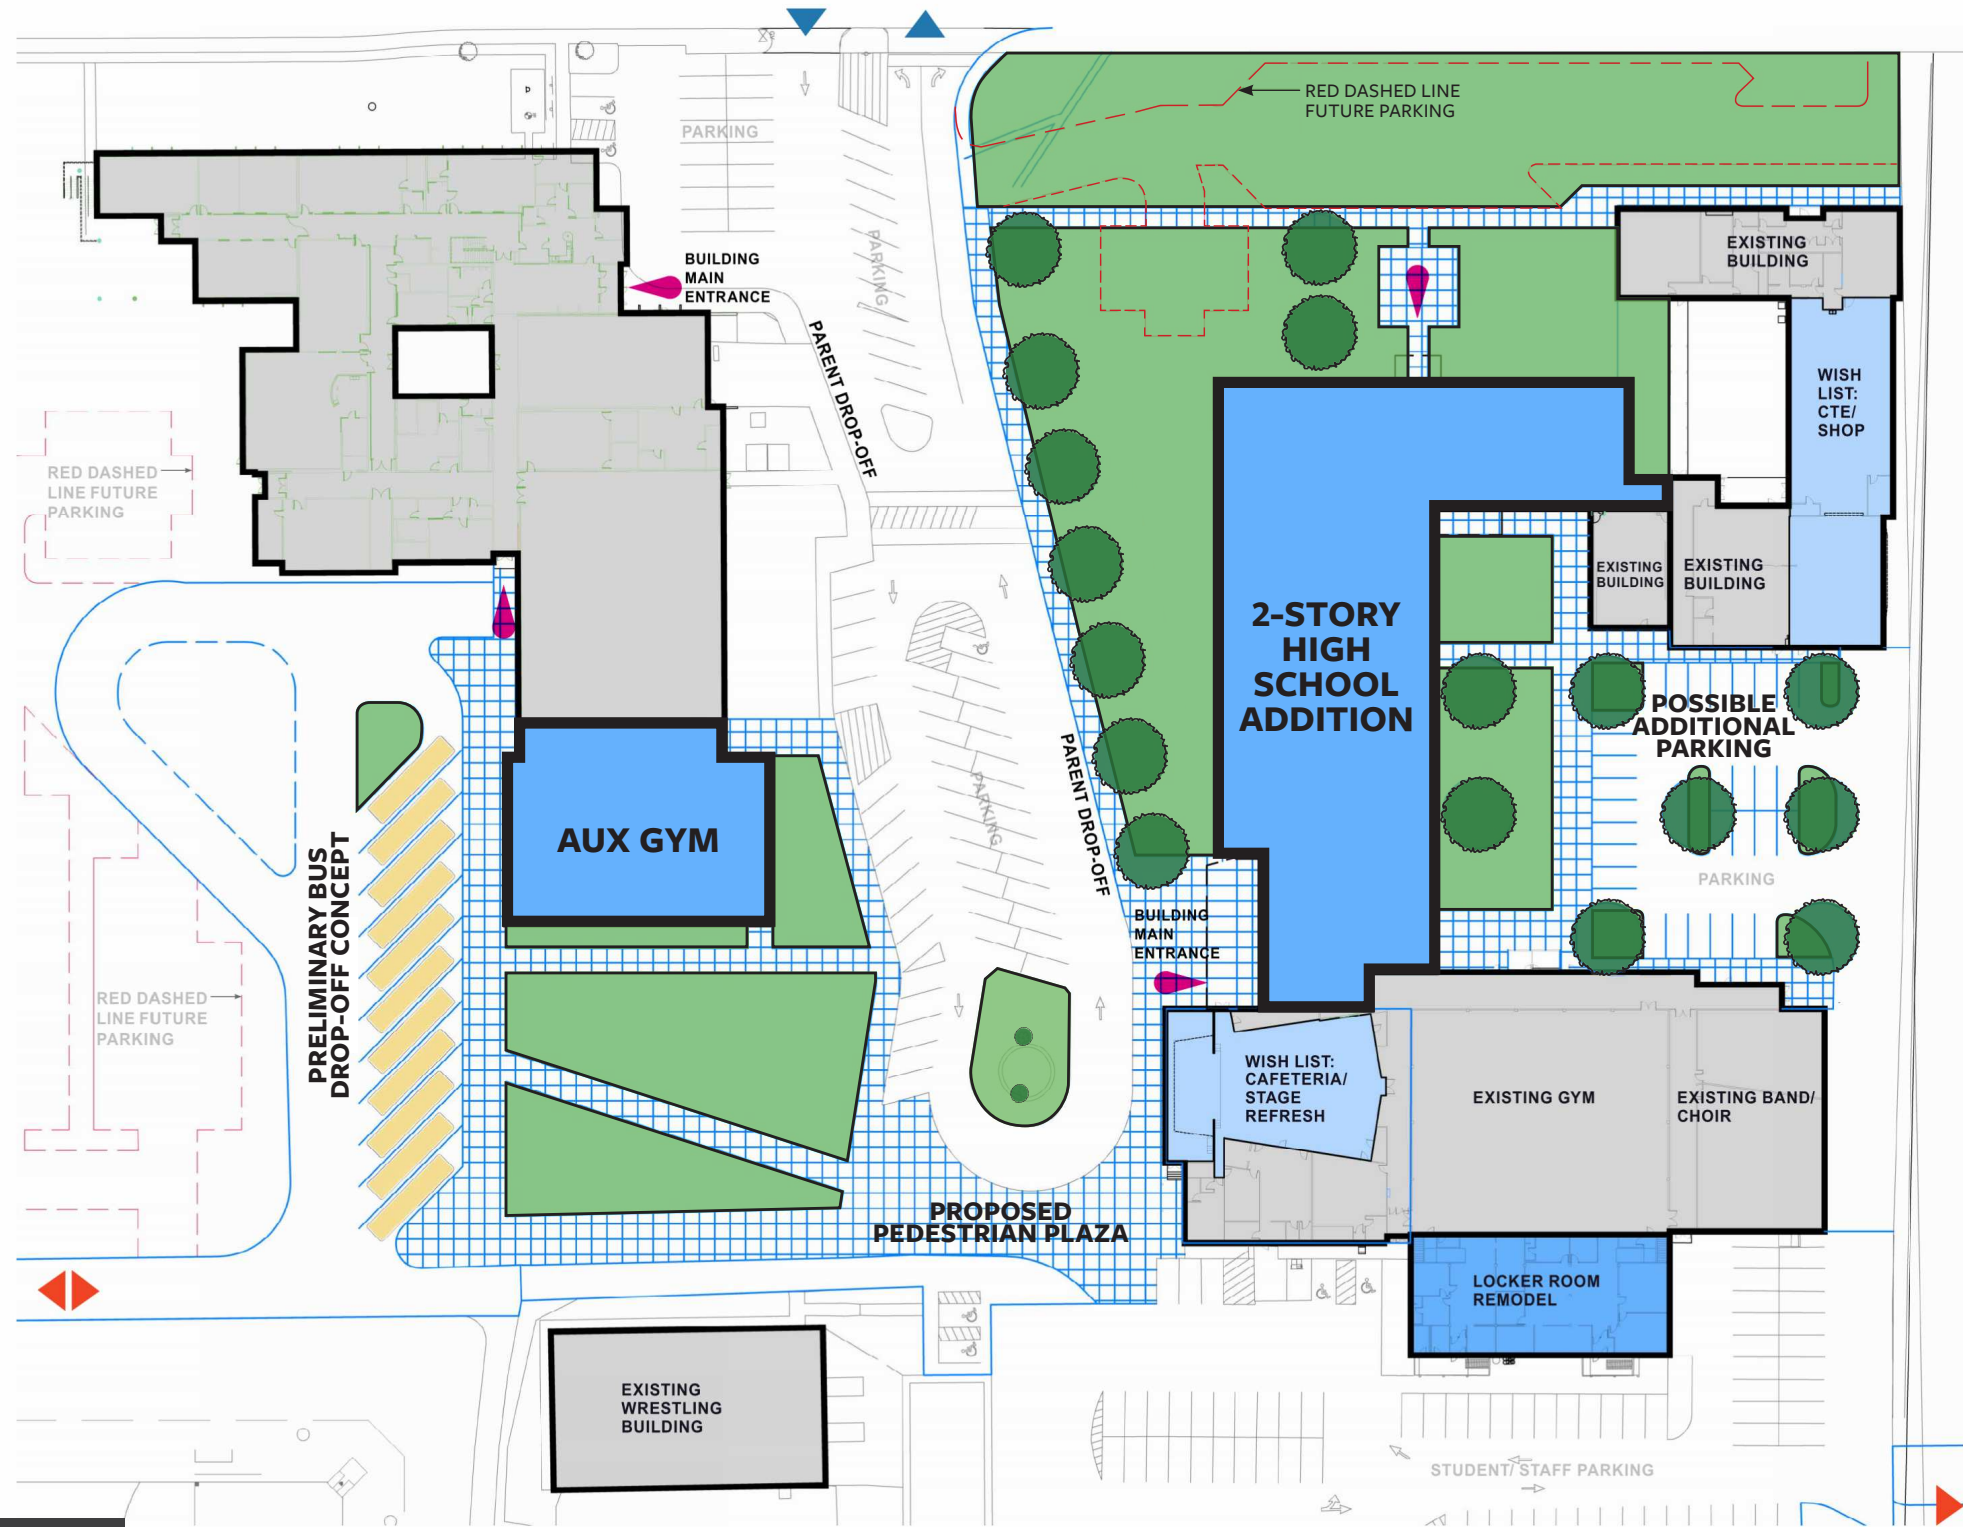 RED DASHED LINE
FUTURE PARKING
PARKING
PARKING
BUILDING
MAIN
ENTRANCE
EXISTING
BUILDING
PARENT DROP-OFF
WISH
LIST:
CTE/
SHOP
RED DASHED
LINE FUTURE
PARKING
EXISTING
BUILDING
EXISTING
BUILDING
2-STORY
HIGH
SCHOOL
ADDITION
POSSIBLE
ADDITIONAL
PARKING
PARKING
PARENT DROP-OFF
AUX GYM
PARKING
PRELIMINARY BUS
DROP-OFF CONCEPT
BUILDING
MAIN
ENTRANCE
RED DASHED
LINE FUTURE
PARKING
WISH LIST:
CAFETERIA/
STAGE
REFRESH
EXISTING GYM
EXISTING BAND/
CHOIR
PROPOSED
PEDESTRIAN PLAZA
LOCKER ROOM
REMODEL
EXISTING
WRESTLING
BUILDING
STUDENT/ STAFF PARKING